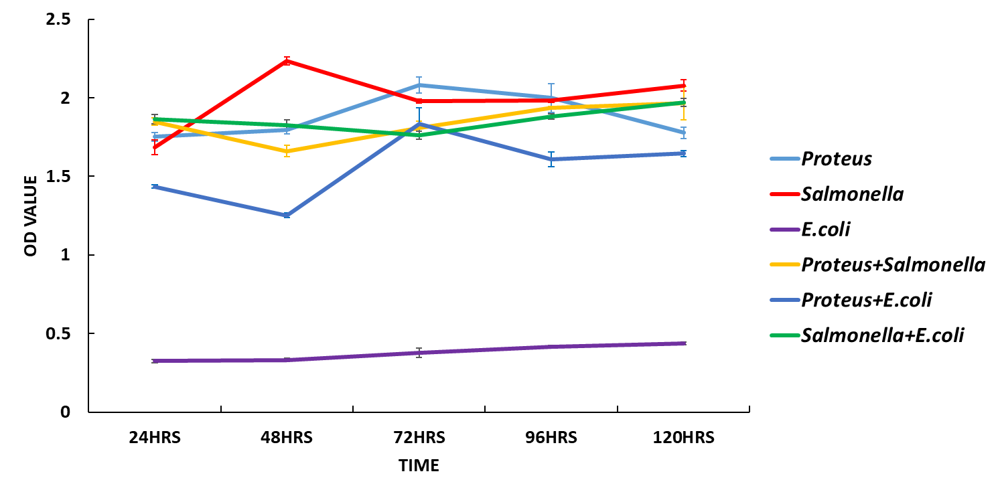 2.5
2
1.5
1
0.5
0
OD VALUE
24HRS 48HRS 72HRS 96HRS 120HRS
TIME
Proteus
Salmonella
E.coli
Proteus+Salmonella
Proteus+E.coli
Salmonella+E.coli